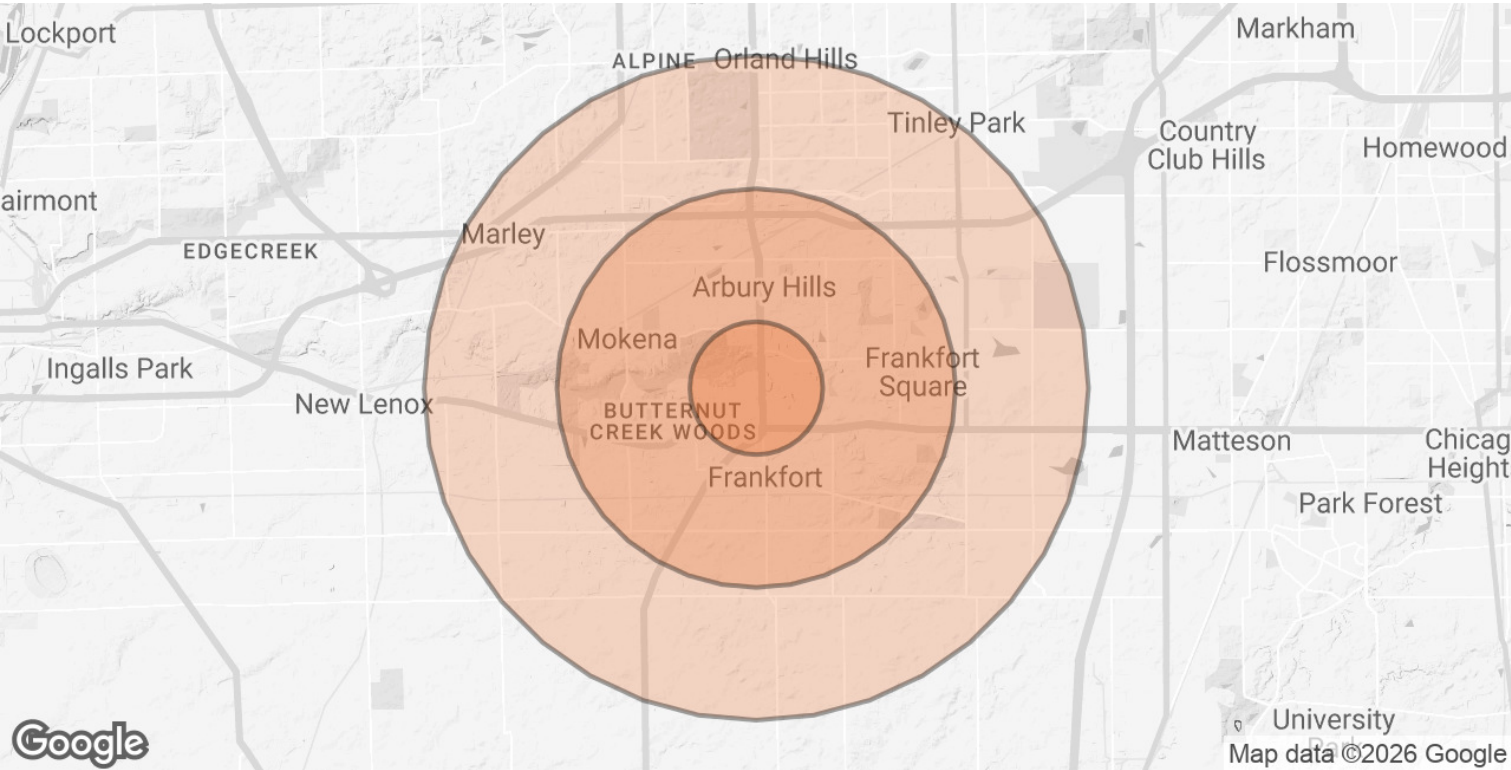 Lockport
Markham
ALPINE
Orland Hills
Tinley Park
Country
Club Hills
Homewood
airmont
Marley
EDGECREEK
Flossmoor
Arbury Hills
Mokena
Ingalls Park
Frankfort
Square
New Lenox
BUTTERNUT
CREEK WOODS
Matteson
Chicag
Height
Frankfort
Park Forest
University
Park
Google
Map data ©2026 Google